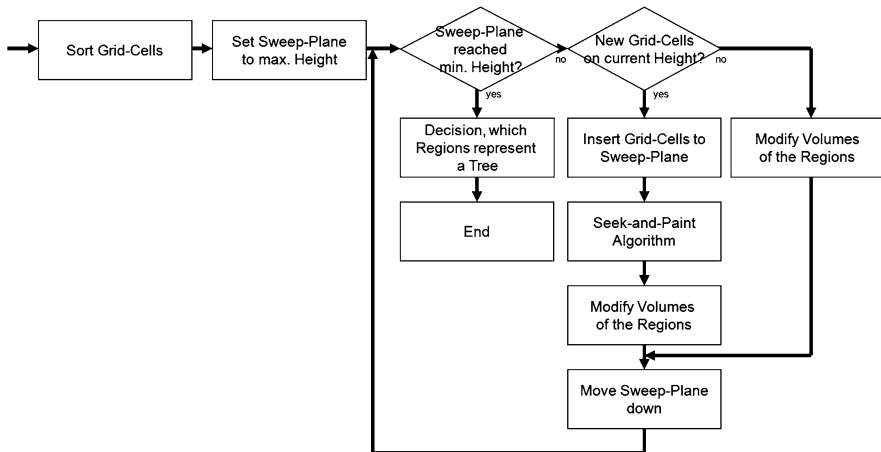 Sort Grid-Cells
Set Sweep-Plane
to max. Height
Sweep-Plane
reached
min. Height?
no
yes
New Grid-Cells
on current Height?
no
yes
Decision, which
Regions represent
a Tree
Insert Grid-Cells to
Sweep-Plane
Modify Volumes
of the Regions
End
Seek-and-Paint
Algorithm
Modify Volumes
of the Regions
Move Sweep-Plane
down